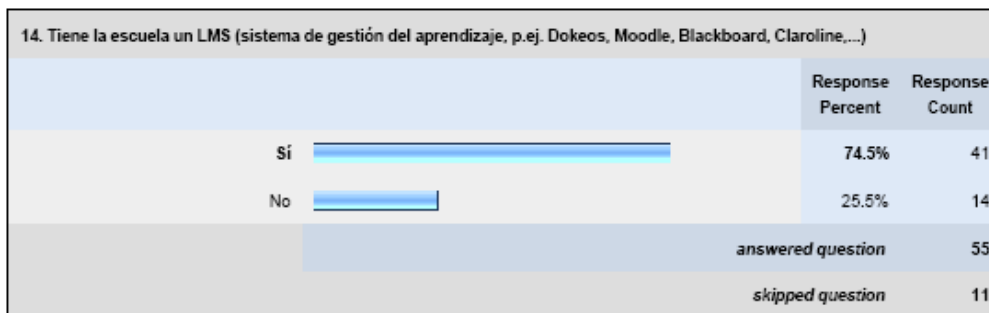 14. Tiene la escuela un LMS (sistema de gestión del aprendizaje, p.ej. Dokeos, Moodle, Blackboard, Claroline,...)
Response Percent Response Count
Sí 74.5% 41
No 25.5% 14
answered question 55
skipped question 11